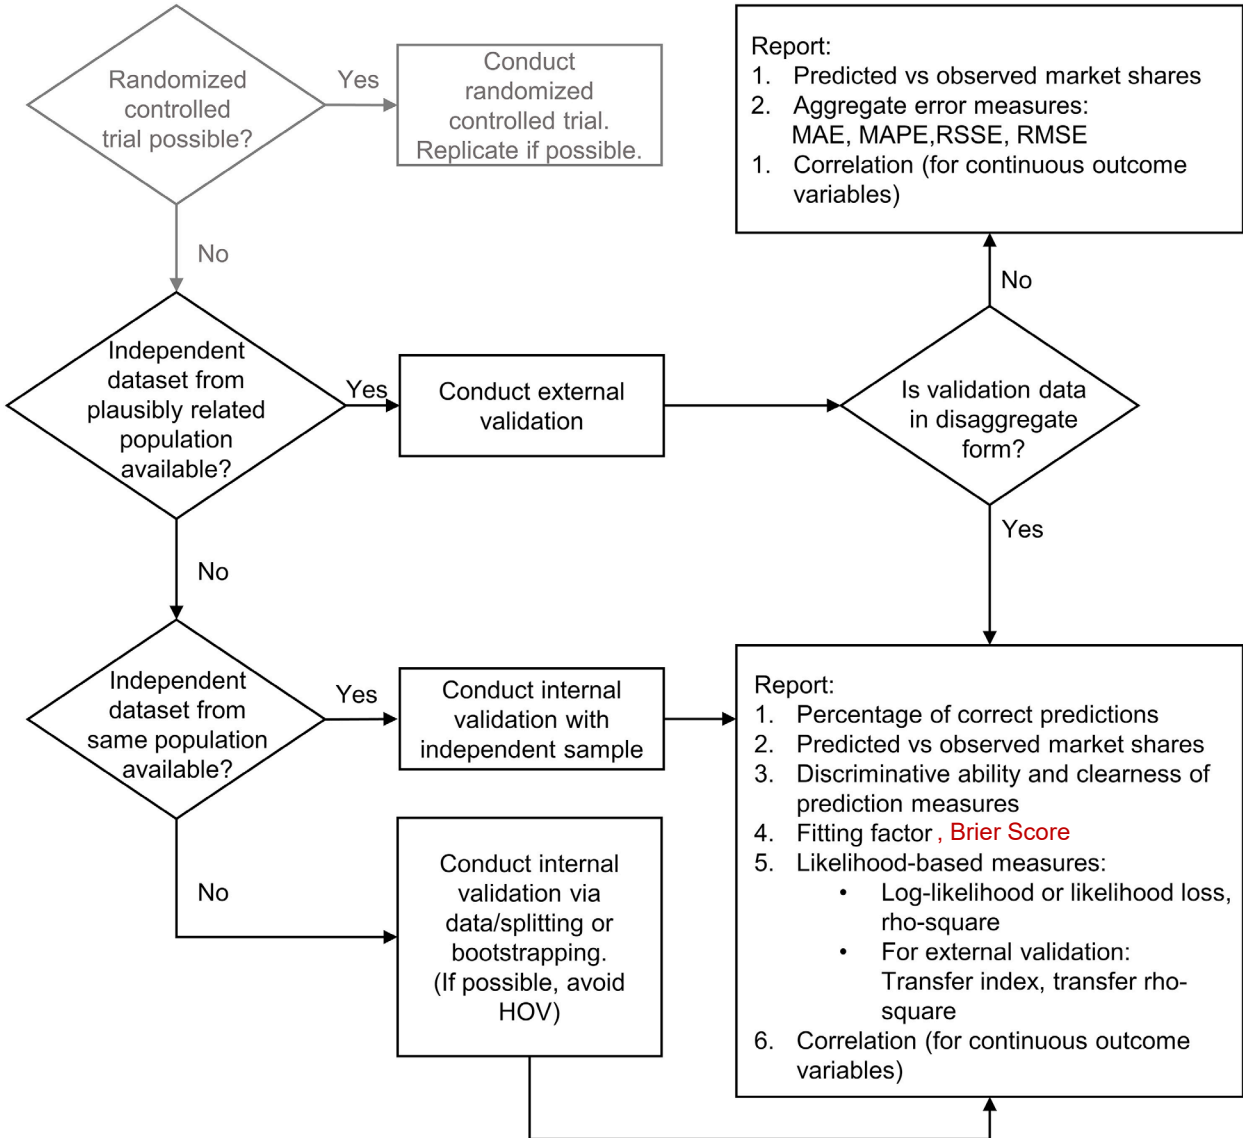 Randomized
controlled
trial possible?
Yes
Conduct
randomized
controlled trial.
Replicate if possible.
No
Report:
1. Predicted vs observed market shares
2. Aggregate error measures:
MAE, MAPE,RSSE, RMSE
1. Correlation (for continuous outcome
variables)
No
Independent
dataset from
plausibly related
population
available?
Yes
Conduct external
validation
Is validation data
in disaggregate
form?
Yes
No
Independent
dataset from
same population
available?
Yes
Conduct internal
validation with
independent sample
No
Conduct internal
validation via
data/splitting or
bootstrapping.
(If possible, avoid
HOV)
Report:
1. Percentage of correct predictions
2. Predicted vs observed market shares
3. Discriminative ability and clearness of
prediction measures
4. Fitting factor , Brier Score
5. Likelihood-based measures:
• Log-likelihood or likelihood loss,
rho-square
• For external validation:
Transfer index, transfer rho-
square
6. Correlation (for continuous outcome
variables)